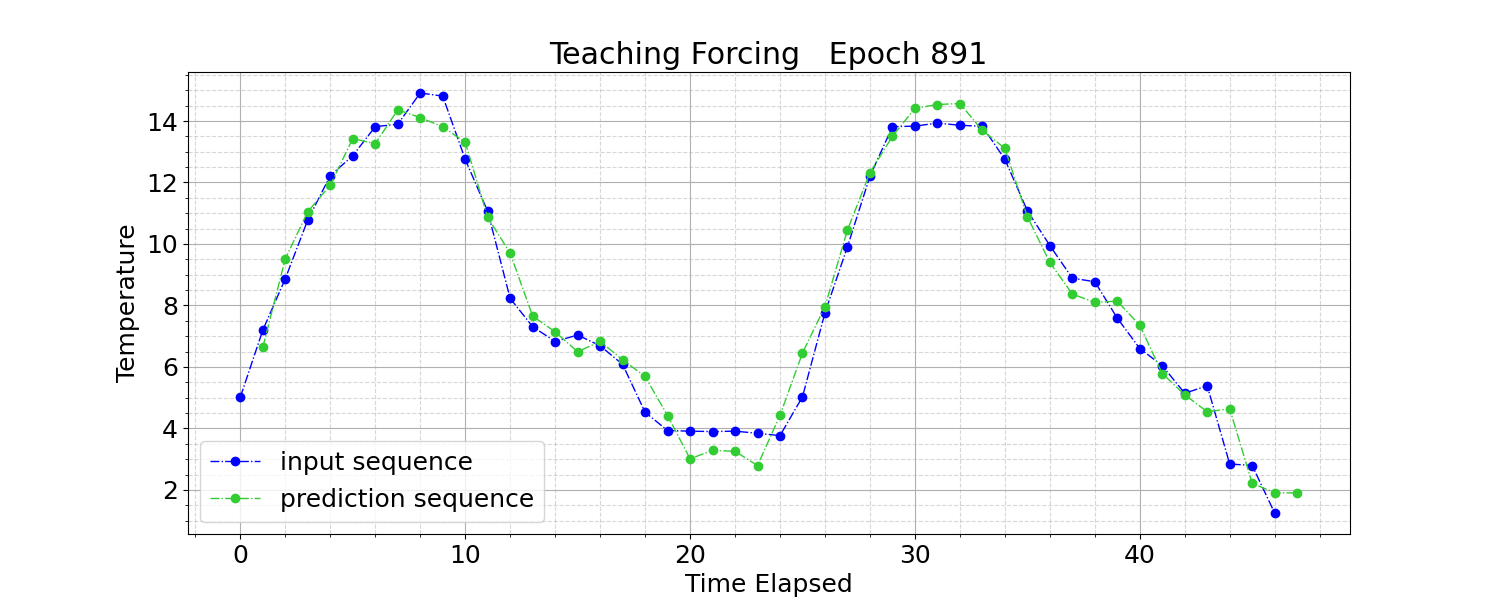 Teaching Forcing   Epoch 891
Temperature
14
12
10
8
6
4
2
input sequence
prediction sequence
0 10 20 30 40
Time Elapsed